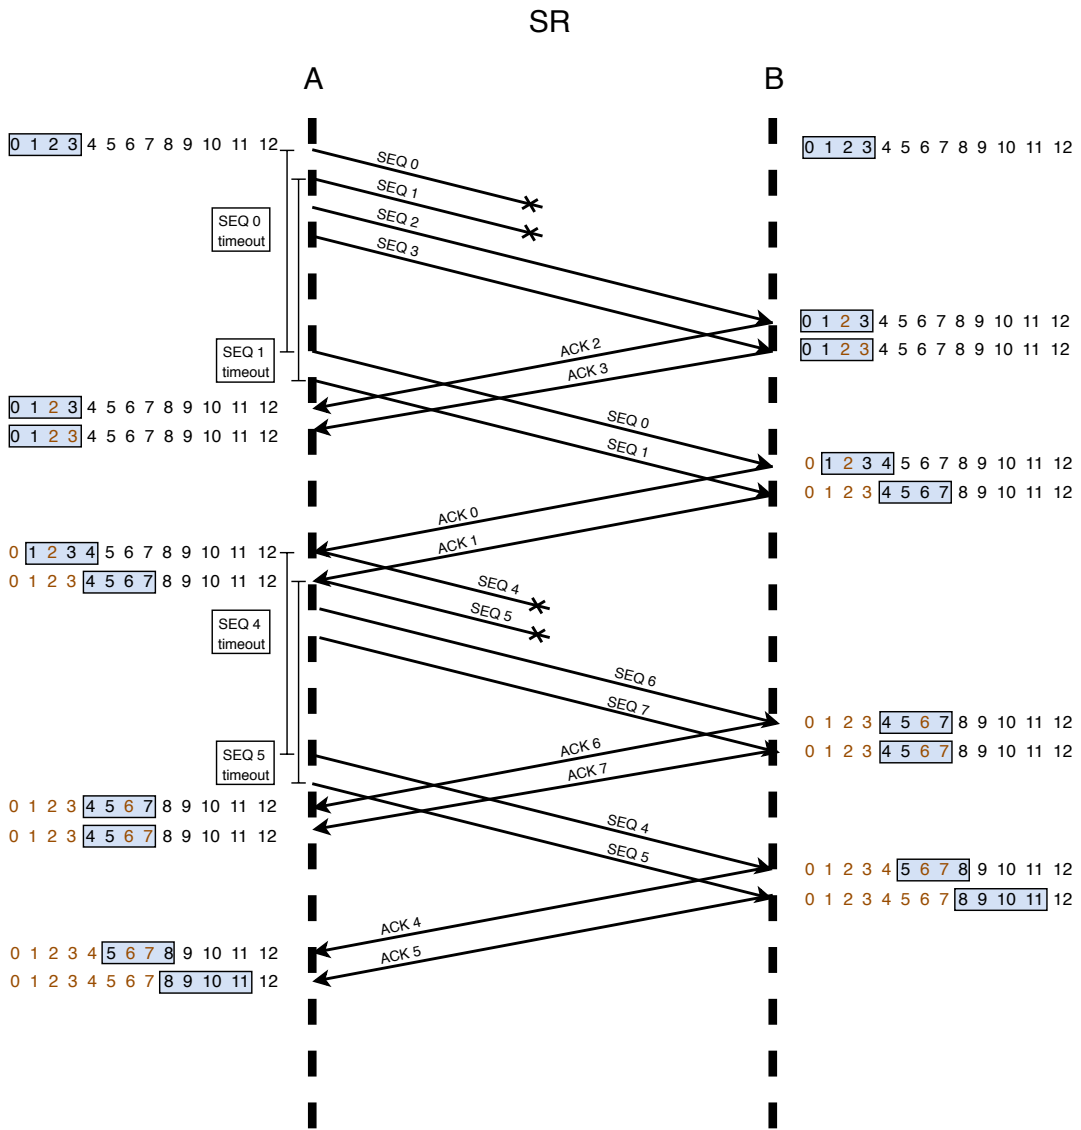 SR
A
B
0 1 2 3 4 5 6 7 8 9 10 11 12
0 1 2 3 4 5 6 7 8 9 10 11 12
SEQ 0
SEQ 1
SEQ 2
SEQ 3
SEQ 0
timeout
0 1 2 3 4 5 6 7 8 9 10 11 12
0 1 2 3 4 5 6 7 8 9 10 11 12
SEQ 1
timeout
ACK 2
ACK 3
0 1 2 3 4 5 6 7 8 9 10 11 12
0 1 2 3 4 5 6 7 8 9 10 11 12
SEQ 0
SEQ 1
0 1 2 3 4 5 6 7 8 9 10 11 12
0 1 2 3 4 5 6 7 8 9 10 11 12
ACK 0
ACK 1
0 1 2 3 4 5 6 7 8 9 10 11 12
0 1 2 3 4 5 6 7 8 9 10 11 12
SEQ 4
SEQ 5
SEQ 4
timeout
SEQ 6
SEQ 7
0 1 2 3 4 5 6 7 8 9 10 11 12
0 1 2 3 4 5 6 7 8 9 10 11 12
SEQ 5
timeout
ACK 6
ACK 7
0 1 2 3 4 5 6 7 8 9 10 11 12
0 1 2 3 4 5 6 7 8 9 10 11 12
SEQ 4
SEQ 5
0 1 2 3 4 5 6 7 8 9 10 11 12
0 1 2 3 4 5 6 7 8 9 10 11 12
ACK 4
ACK 5
0 1 2 3 4 5 6 7 8 9 10 11 12
0 1 2 3 4 5 6 7 8 9 10 11 12